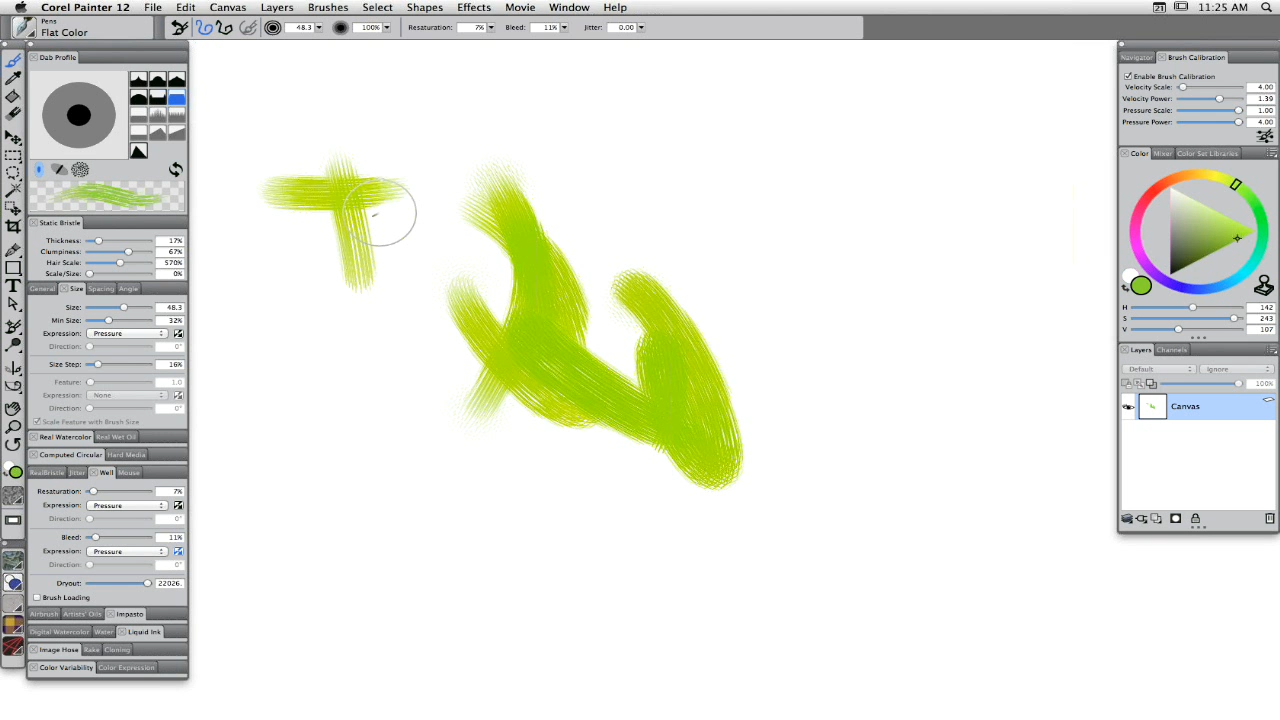 Corel Painter 12 File Edit Canvas Layers Brushes Select Shapes Effects Movie Window Help 21 11:25 AM
Pens
Flat Color
48.3 100% Resaturation: 7% Bleed: 11% Jitter: 0.00
Dab Profile
Static Bristle
Thickness: 17%
Clumpiness: 67%
Hair Scale: 570%
Scale/Size: 0%
General Size Spacing Angle
Size: 48.3
Min Size: 32%
Expression: Pressure
Direction: 0°
Size Step: 16%
Feature: 1.0
Expression: None
Direction: 0°
Scale Feature with Brush Size
Real Watercolor Real Wet Oil
Computed Circular Hard Media
RealBristle Jitter Well Mouse
Resaturation: 7%
Expression: Pressure
Direction: 0°
Bleed: 11%
Expression: Pressure
Direction: 0°
Dryout: 22026.
Brush Loading
Airbrush Artists' Oils Impasto
Digital Watercolor Water Liquid Ink
Image Hose Rake Cloning
Color Variability Color Expression
T
Navigator Brush Calibration
Enable Brush Calibration
Velocity Scale: 4.00
Velocity Power: 1.39
Pressure Scale: 1.00
Pressure Power: 4.00
Color Mixer Color Set Libraries
H 142
S 243
V 107
Layers Channels
Default Ignore
100%
Canvas